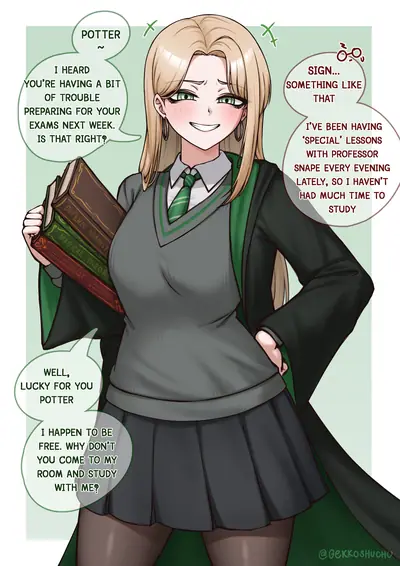 POTTER
~
I HEARD
YOU'RE HAVING A BIT
OF TROUBLE
PREPARING FOR YOUR
EXAMS NEXT WEEK.
IS THAT RIGHT?
SIGN...
SOMETHING LIKE
THAT
I'VE BEEN HAVING
'SPECIAL' LESSONS
WITH PROFESSOR
SNAPE EVERY EVENING
LATELY, SO I HAVEN'T
HAD MUCH TIME TO
STUDY
WELL,
LUCKY FOR YOU
POTTER
I HAPPEN TO BE
FREE. WHY DON'T
YOU COME TO MY
ROOM AND STUDY
WITH ME?
@GEKKOSHUCHU